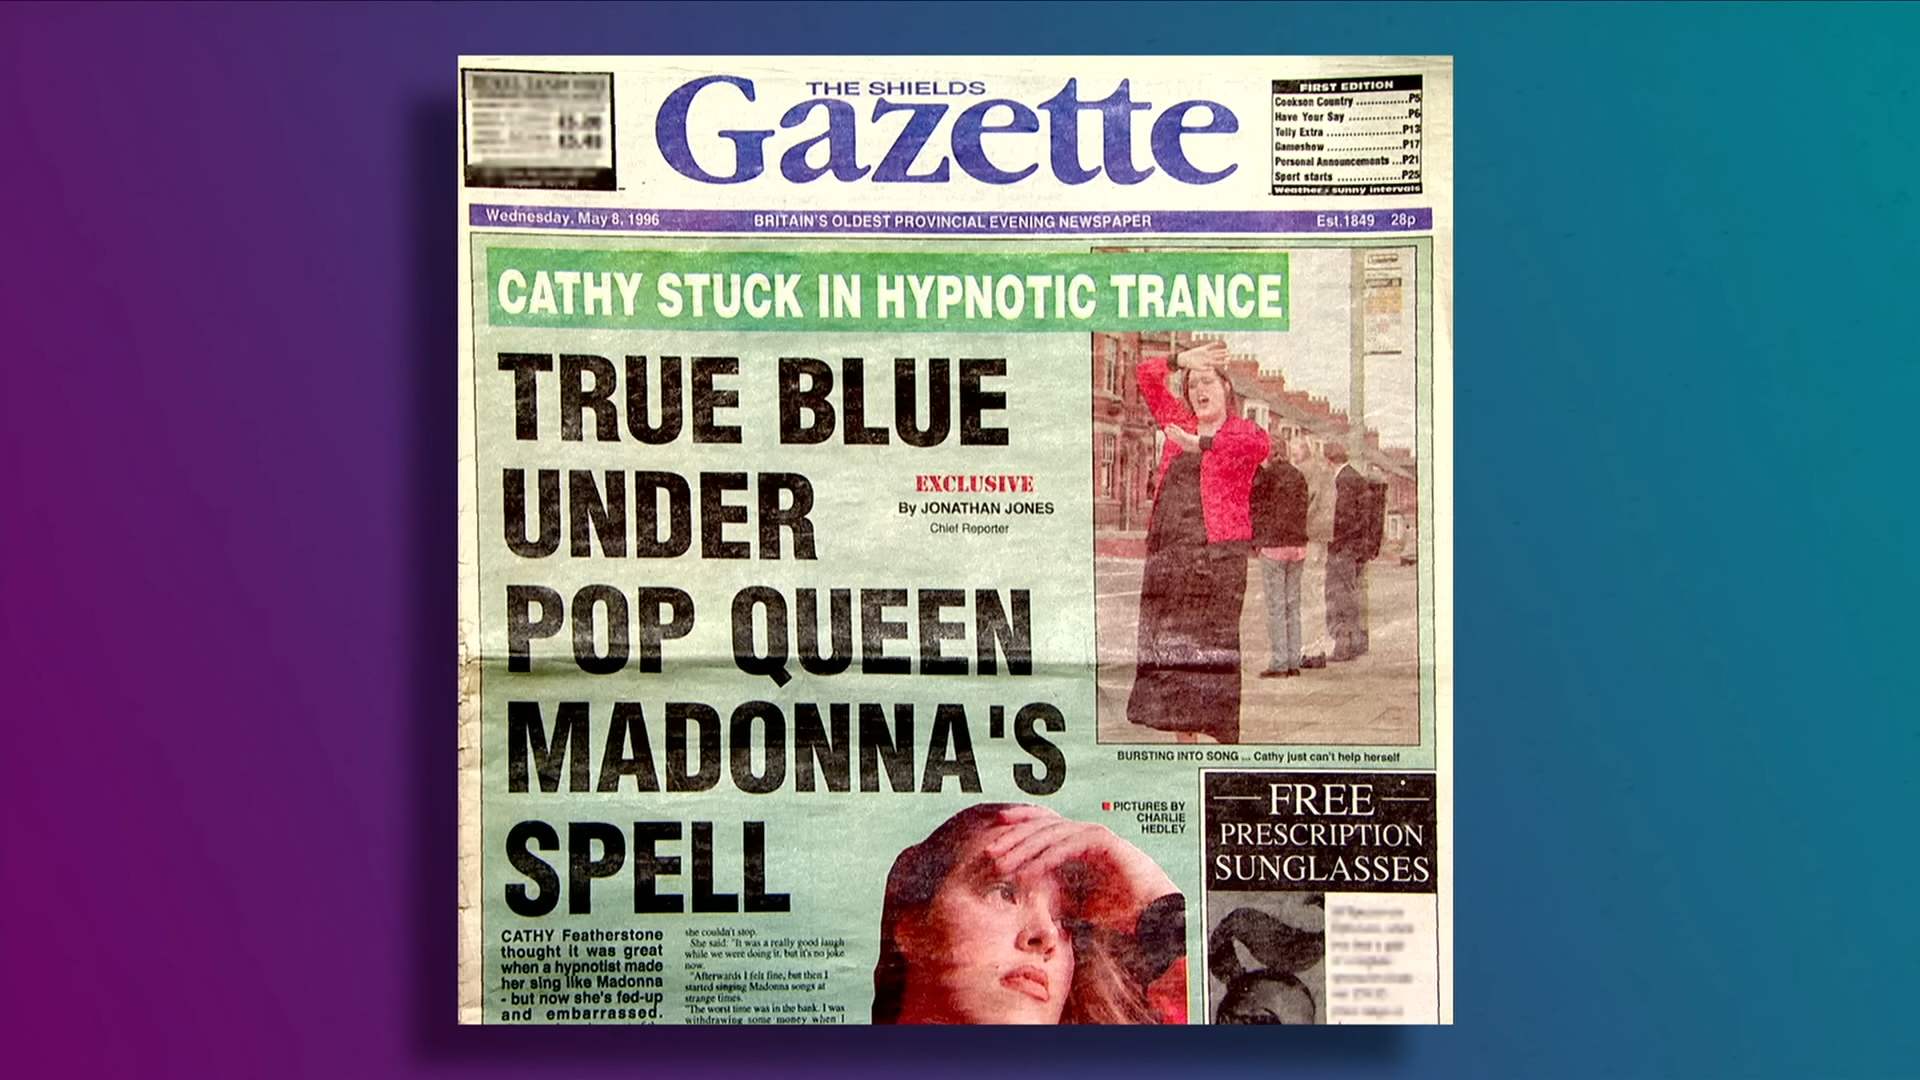 THE SHIELDS
Gazette
FIRST EDITION
Cookson Country ..............P5
Have Your Say ................P6
Telly Extra ......................P13
Gameshow ......................P17
Personal Announcements ...P21
Sport starts ....................P25
Weather : sunny intervals
Wednesday, May 8, 1996 BRITAIN'S OLDEST PROVINCIAL EVENING NEWSPAPER Est.1849 28p
CATHY STUCK IN HYPNOTIC TRANCE
TRUE BLUE
UNDER
POP QUEEN
MADONNA'S
SPELL
EXCLUSIVE
By JONATHAN JONES
Chief Reporter
BURSTING INTO SONG ... Cathy just can't help herself
PICTURES BY
CHARLIE
HEDLEY
CATHY Featherstone
thought it was great
when a hypnotist made
her sing like Madonna
- but now she's fed-up
and embarrassed.
she couldn't stop.
She said: "It was a really good laugh
while we were doing it, but it's no joke
now.
"Afterwards I felt fine, but then I
started singing Madonna songs at
strange times.
"The worst time was in the bank. I was
withdrawing some money when I
FREE
PRESCRIPTION
SUNGLASSES